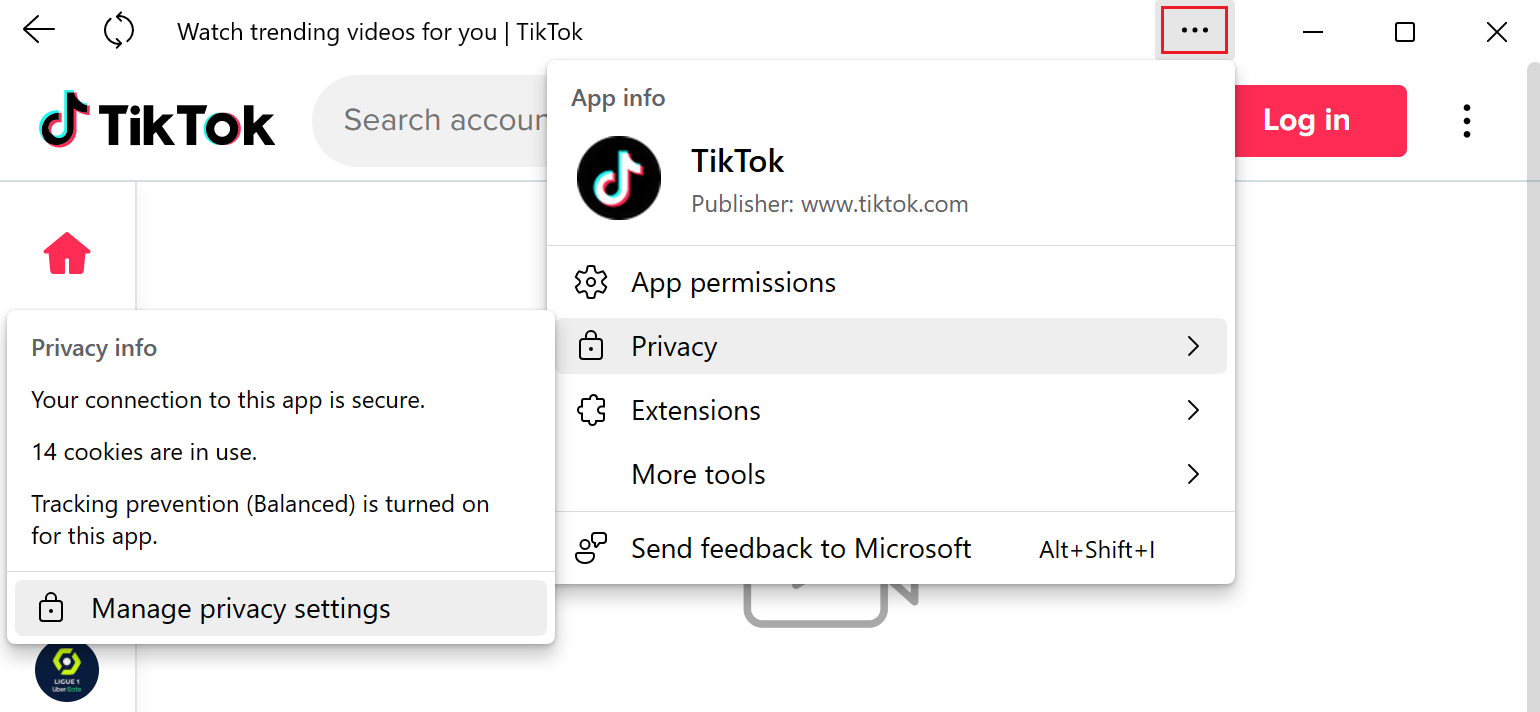 Watch trending videos for you | TikTok
TikTok
Search accoun
Log in
App info
TikTok
Publisher: www.tiktok.com
App permissions
Privacy
Extensions
More tools
Send feedback to Microsoft Alt+Shift+I
Privacy info
Your connection to this app is secure.
14 cookies are in use.
Tracking prevention (Balanced) is turned on
for this app.
Manage privacy settings
LIGUE 1
Uber Eats